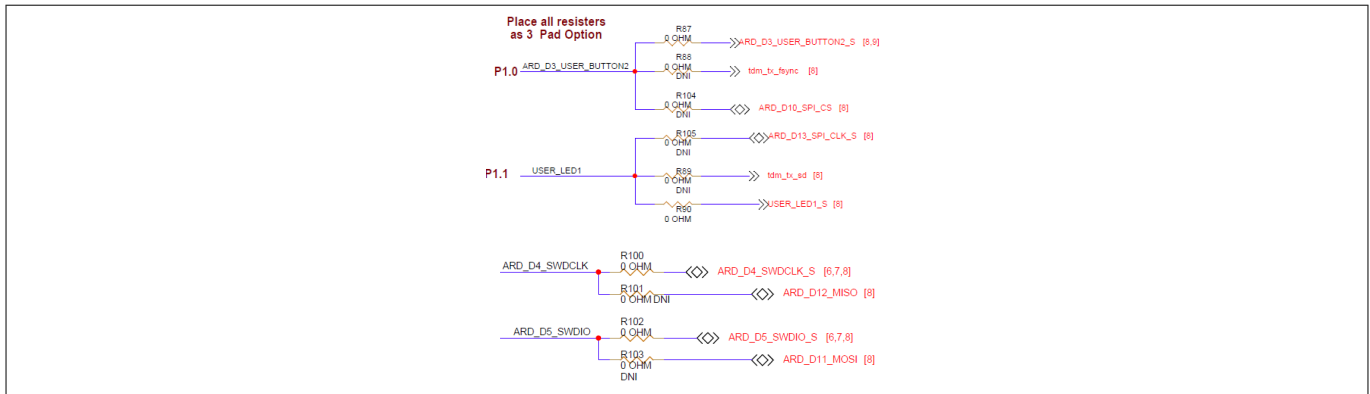 Place all resisters
as 3 Pad Option
R87
0 OHM
ARD_D3_USER_BUTTON2_S [8,9]
P1.0
ARD_D3_USER_BUTTON2
R88
0 OHM
DNI
tdm_tx_fsync [8]
R104
0 OHM
DNI
ARD_D10_SPI_CS [8]
R105
0 OHM
DNI
ARD_D13_SPI_CLK_S [8]
P1.1
USER_LED1
R89
0 OHM
DNI
tdm_tx_sd [8]
R90
0 OHM
USER_LED1_S [8]
ARD_D4_SWDCLK
R100
0 OHM
ARD_D4_SWDCLK_S [6,7,8]
R101
0 OHM DNI
ARD_D12_MISO [8]
ARD_D5_SWDIO
R102
0 OHM
ARD_D5_SWDIO_S [6,7,8]
R103
0 OHM
DNI
ARD_D11_MOSI [8]